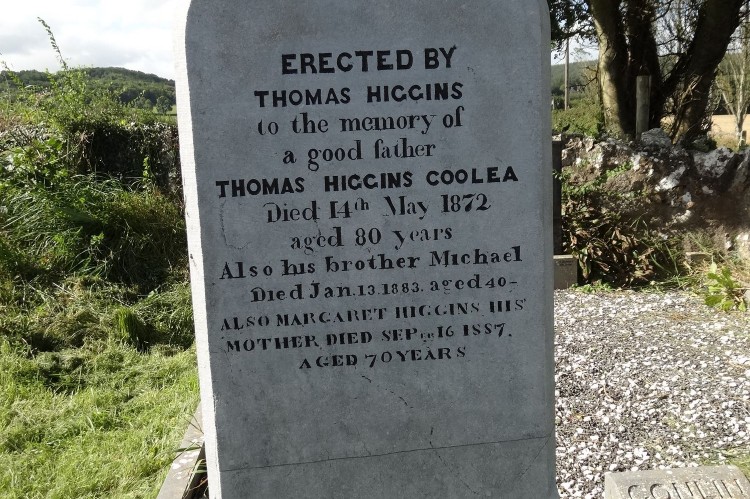 ERECTED BY
THOMAS HIGGINS
to the memory of
a good father
THOMAS HIGGINS COOLEA
Died 14th May 1872
aged 80 years
Also his brother Michael
Died Jan. 13. 1883. aged 40-
ALSO MARGARET HIGGINS HIS
MOTHER DIED SEP 16 1887.
AGED 70 YEARS